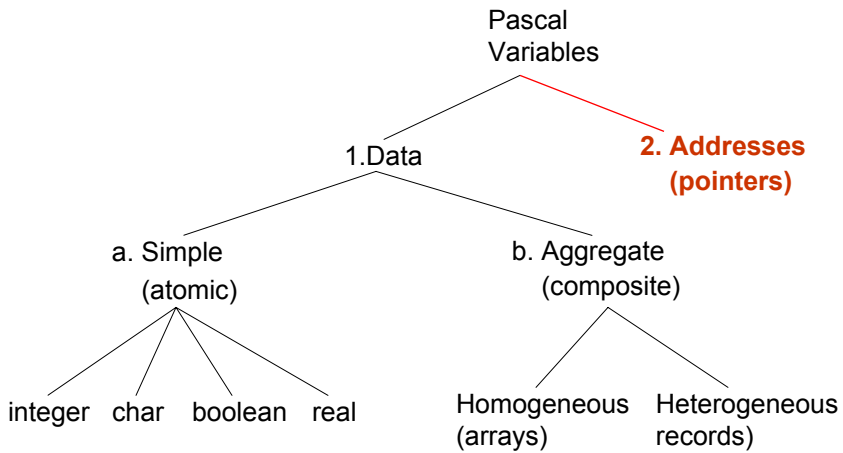 Pascal
Variables
1.Data
2. Addresses
(pointers)
a. Simple
(atomic)
b. Aggregate
(composite)
integer char boolean real
Homogeneous
(arrays)
Heterogeneous
records)